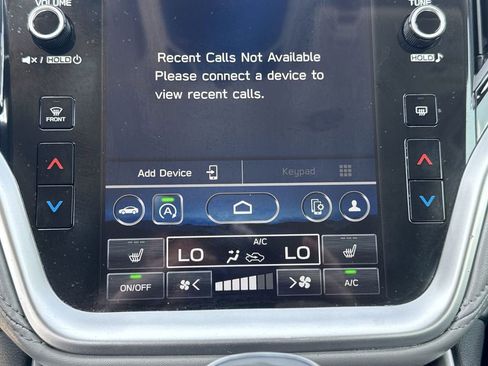 VOLUME
TUNE
/ HOLD
HOLD
Recent Calls Not Available
Please connect a device to
view recent calls.
FRONT
Add Device
Keypad
A
A/C
LO
LO
ON/OFF
A/C